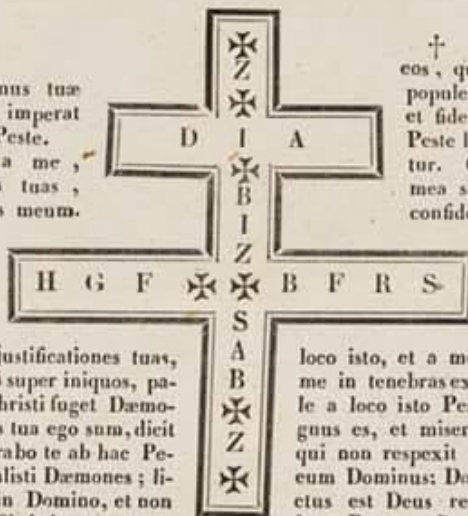 ✠
Z
✠
D I A
✠
B
I
Z
H G F ✠ ✠ B F R S
S
A
B
✠
Z
✠
nus tuæ
imperat
Peste.
a me ,
tuas ,
s meum.
†
eos , qu
popule
et fide
Peste l
tur.
mea s
confide
justificationes tuas,
super iniquos, pa-
hristi fuget Dæmo-
s tua ego sum, dicit
rabo te ab hac Pe-
listi Dæmones ; li-
n Domino, et non
loco isto, et a me
me in tenebras ex
le a loco isto Pe
gnus es, et miser
qui non respexit
eum Dominus; Do
ctus est Deus re